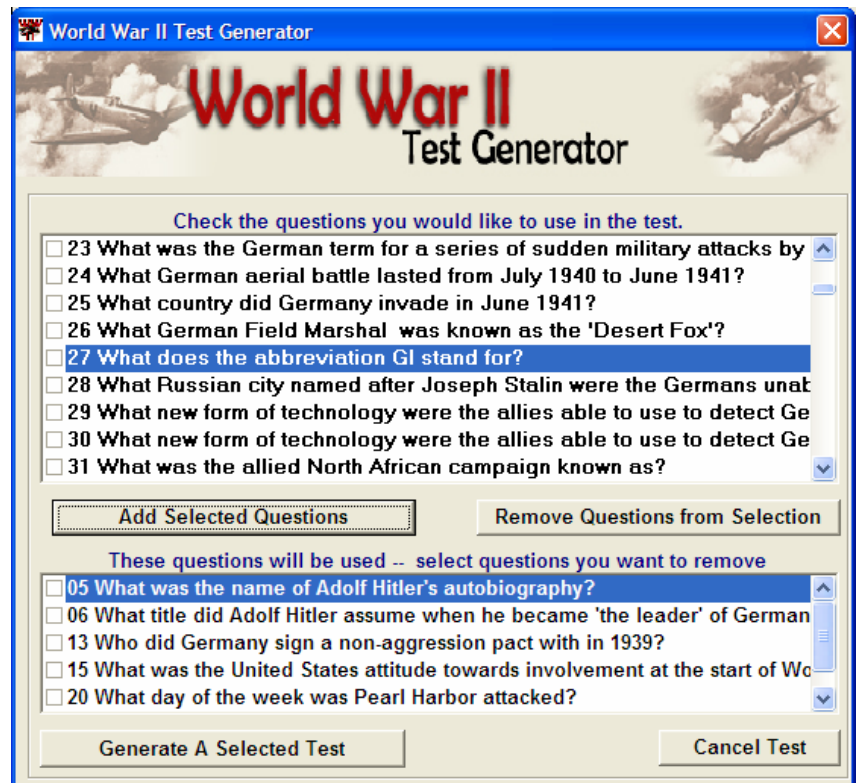 World War II Test Generator
World War II
Test Generator
Check the questions you would like to use in the test.
23 What was the German term for a series of sudden military attacks by
24 What German aerial battle lasted from July 1940 to June 1941?
25 What country did Germany invade in June 1941?
26 What German Field Marshal  was known as the 'Desert Fox'?
27 What does the abbreviation GI stand for?
28 What Russian city named after Joseph Stalin were the Germans unab
29 What new form of technology were the allies able to use to detect Ge
30 What new form of technology were the allies able to use to detect Ge
31 What was the allied North African campaign known as?
Add Selected Questions Remove Questions from Selection
These questions will be used -- select questions you want to remove
05 What was the name of Adolf Hitler's autobiography?
06 What title did Adolf Hitler assume when he became 'the leader' of German
13 Who did Germany sign a non-aggression pact with in 1939?
15 What was the United States attitude towards involvement at the start of Wo
20 What day of the week was Pearl Harbor attacked?
Generate A Selected Test Cancel Test